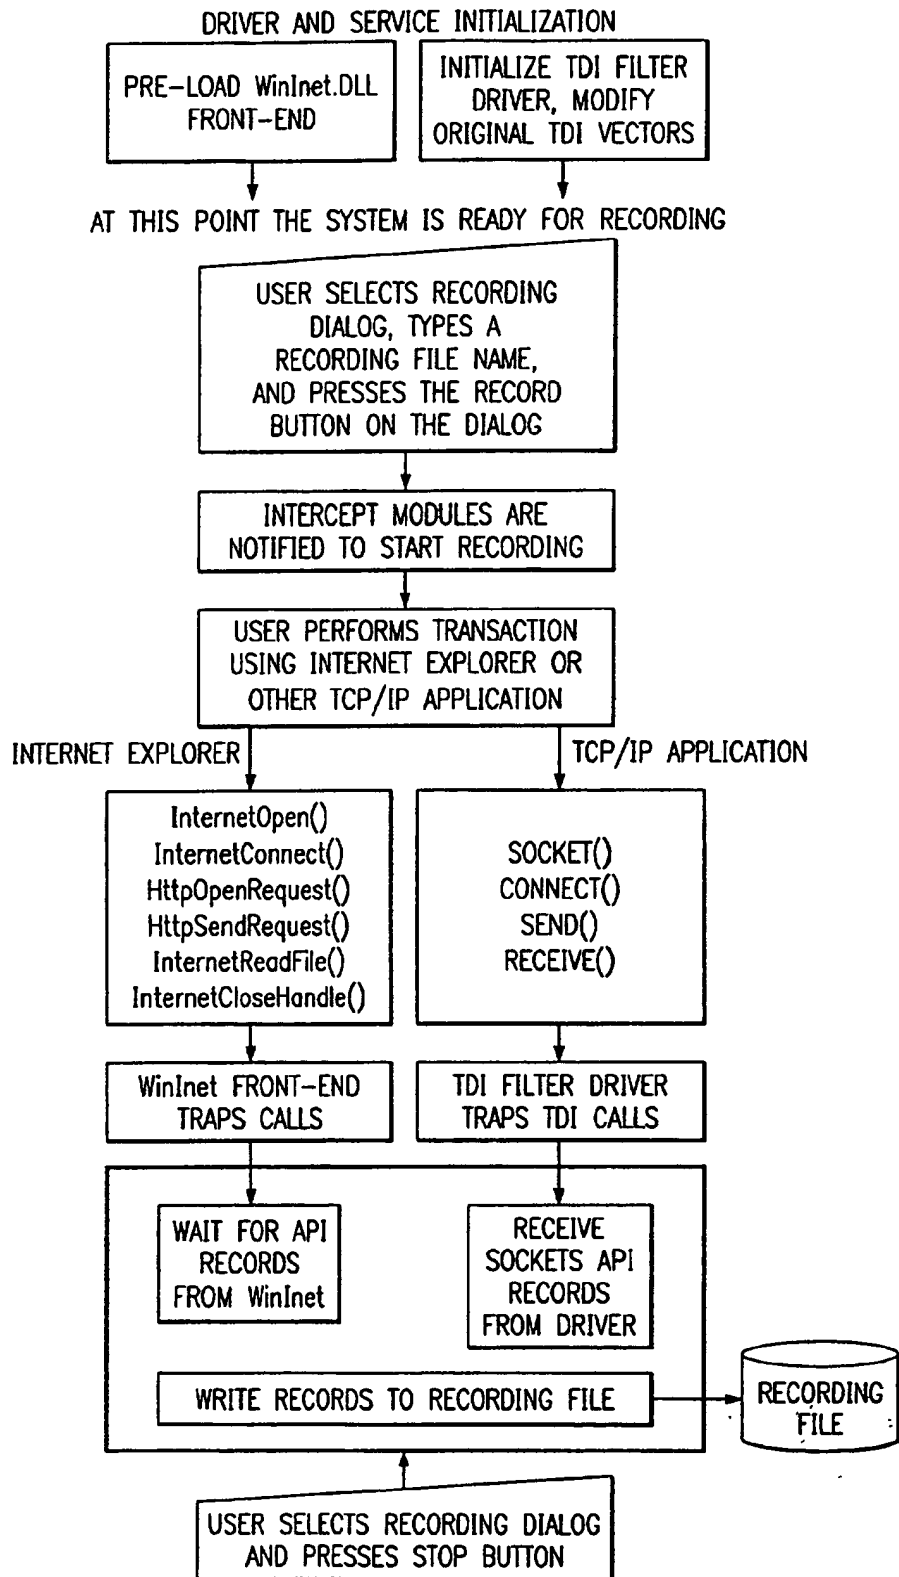 DRIVER AND SERVICE INITIALIZATION
PRE-LOAD WinInet.DLL
FRONT-END
INITIALIZE TDI FILTER
DRIVER, MODIFY
ORIGINAL TDI VECTORS
AT THIS POINT THE SYSTEM IS READY FOR RECORDING
USER SELECTS RECORDING
DIALOG, TYPES A
RECORDING FILE NAME,
AND PRESSES THE RECORD
BUTTON ON THE DIALOG
INTERCEPT MODULES ARE
NOTIFIED TO START RECORDING
USER PERFORMS TRANSACTION
USING INTERNET EXPLORER OR
OTHER TCP/IP APPLICATION
INTERNET EXPLORER
TCP/IP APPLICATION
InternetOpen()
InternetConnect()
HttpOpenRequest()
HttpSendRequest()
InternetReadFile()
InternetCloseHandle()
SOCKET()
CONNECT()
SEND()
RECEIVE()
WinInet FRONT-END
TRAPS CALLS
TDI FILTER DRIVER
TRAPS TDI CALLS
WAIT FOR API
RECORDS
FROM WinInet
RECEIVE
SOCKETS API
RECORDS
FROM DRIVER
WRITE RECORDS TO RECORDING FILE
RECORDING
FILE
USER SELECTS RECORDING DIALOG
AND PRESSES STOP BUTTON